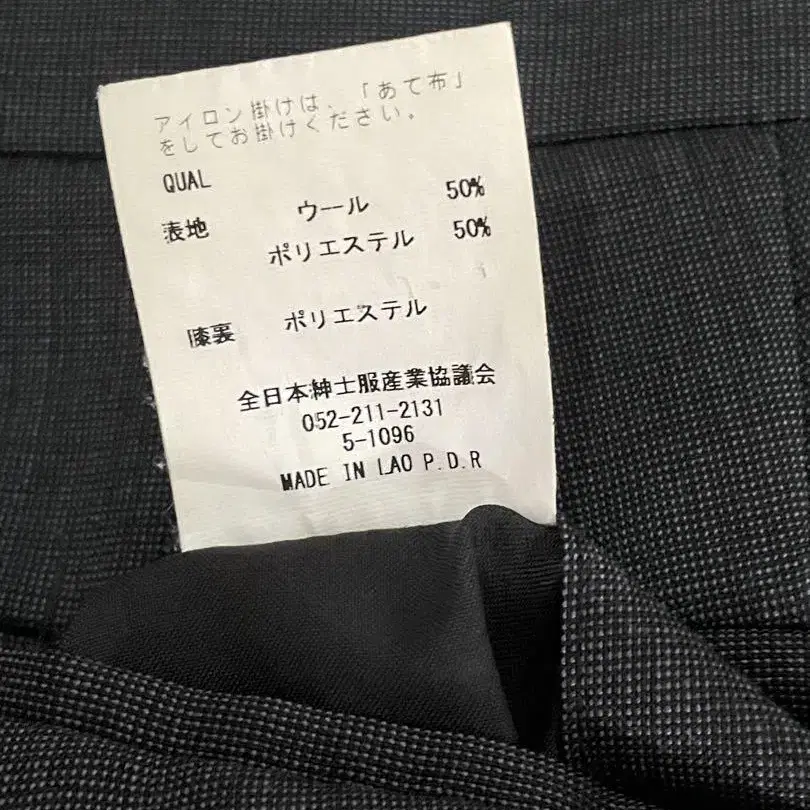 アイロン掛けは、「あて布」
をしてお掛けください。
QUAL
表地 ウール 50%
ポリエステル 50%
膝裏 ポリエステル
全日本紳士服産業協議会
052-211-2131
5-1096
MADE IN LAO P.D.R